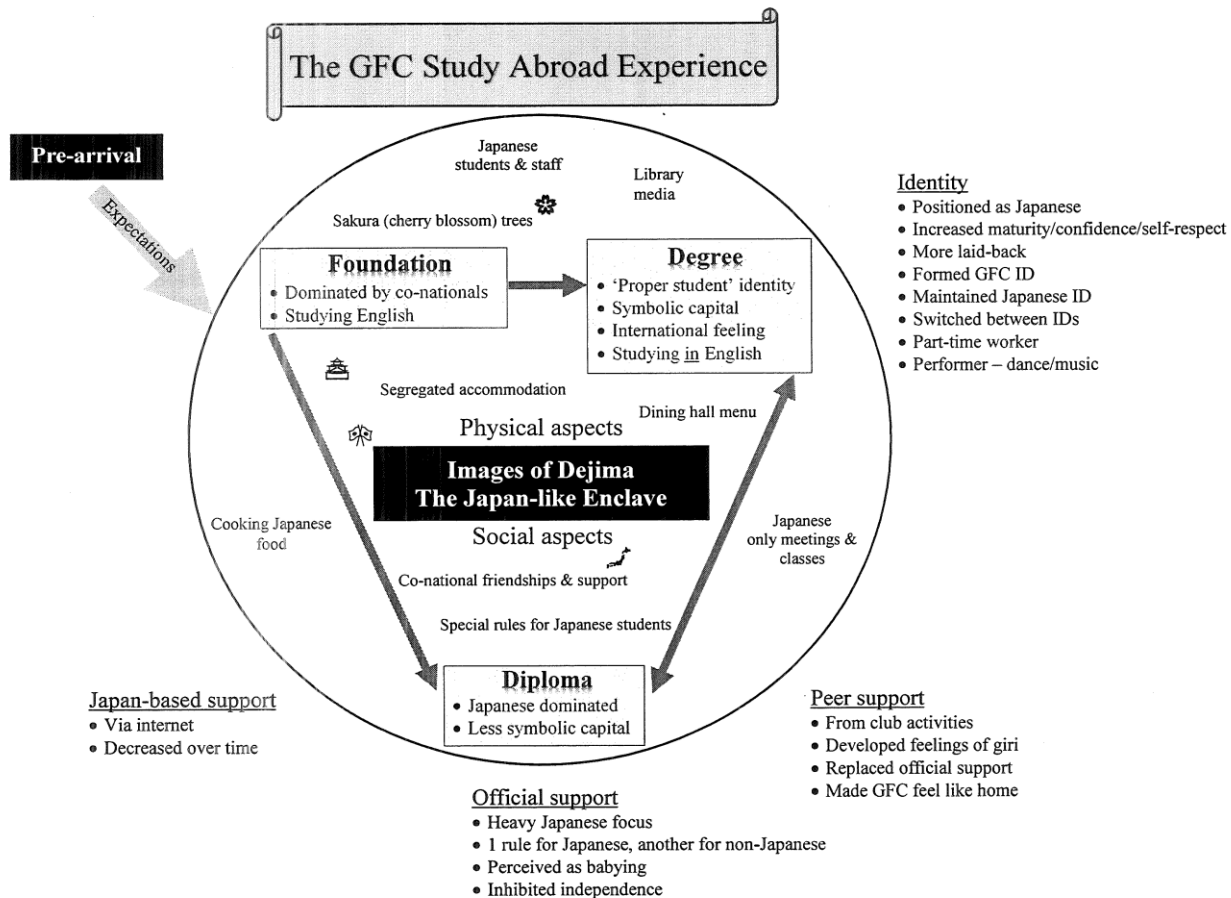 The GFC Study Abroad Experience
Pre-arrival
Expectations
Japanese
students & staff
Library
media
Sakura (cherry blossom) trees
Foundation
• Dominated by co-nationals
• Studying English
Degree
• ‘Proper student’ identity
• Symbolic capital
• International feeling
• Studying in English
Identity
• Positioned as Japanese
• Increased maturity/confidence/self-respect
• More laid-back
• Formed GFC ID
• Maintained Japanese ID
• Switched between IDs
• Part-time worker
• Performer – dance/music
Segregated accommodation
Dining hall menu
Physical aspects
Images of Dejima
The Japan-like Enclave
Social aspects
Cooking Japanese
food
Japanese
only meetings &
classes
Co-national friendships & support
Special rules for Japanese students
Diploma
• Japanese dominated
• Less symbolic capital
Japan-based support
• Via internet
• Decreased over time
Peer support
• From club activities
• Developed feelings of giri
• Replaced official support
• Made GFC feel like home
Official support
• Heavy Japanese focus
• 1 rule for Japanese, another for non-Japanese
• Perceived as babying
• Inhibited independence